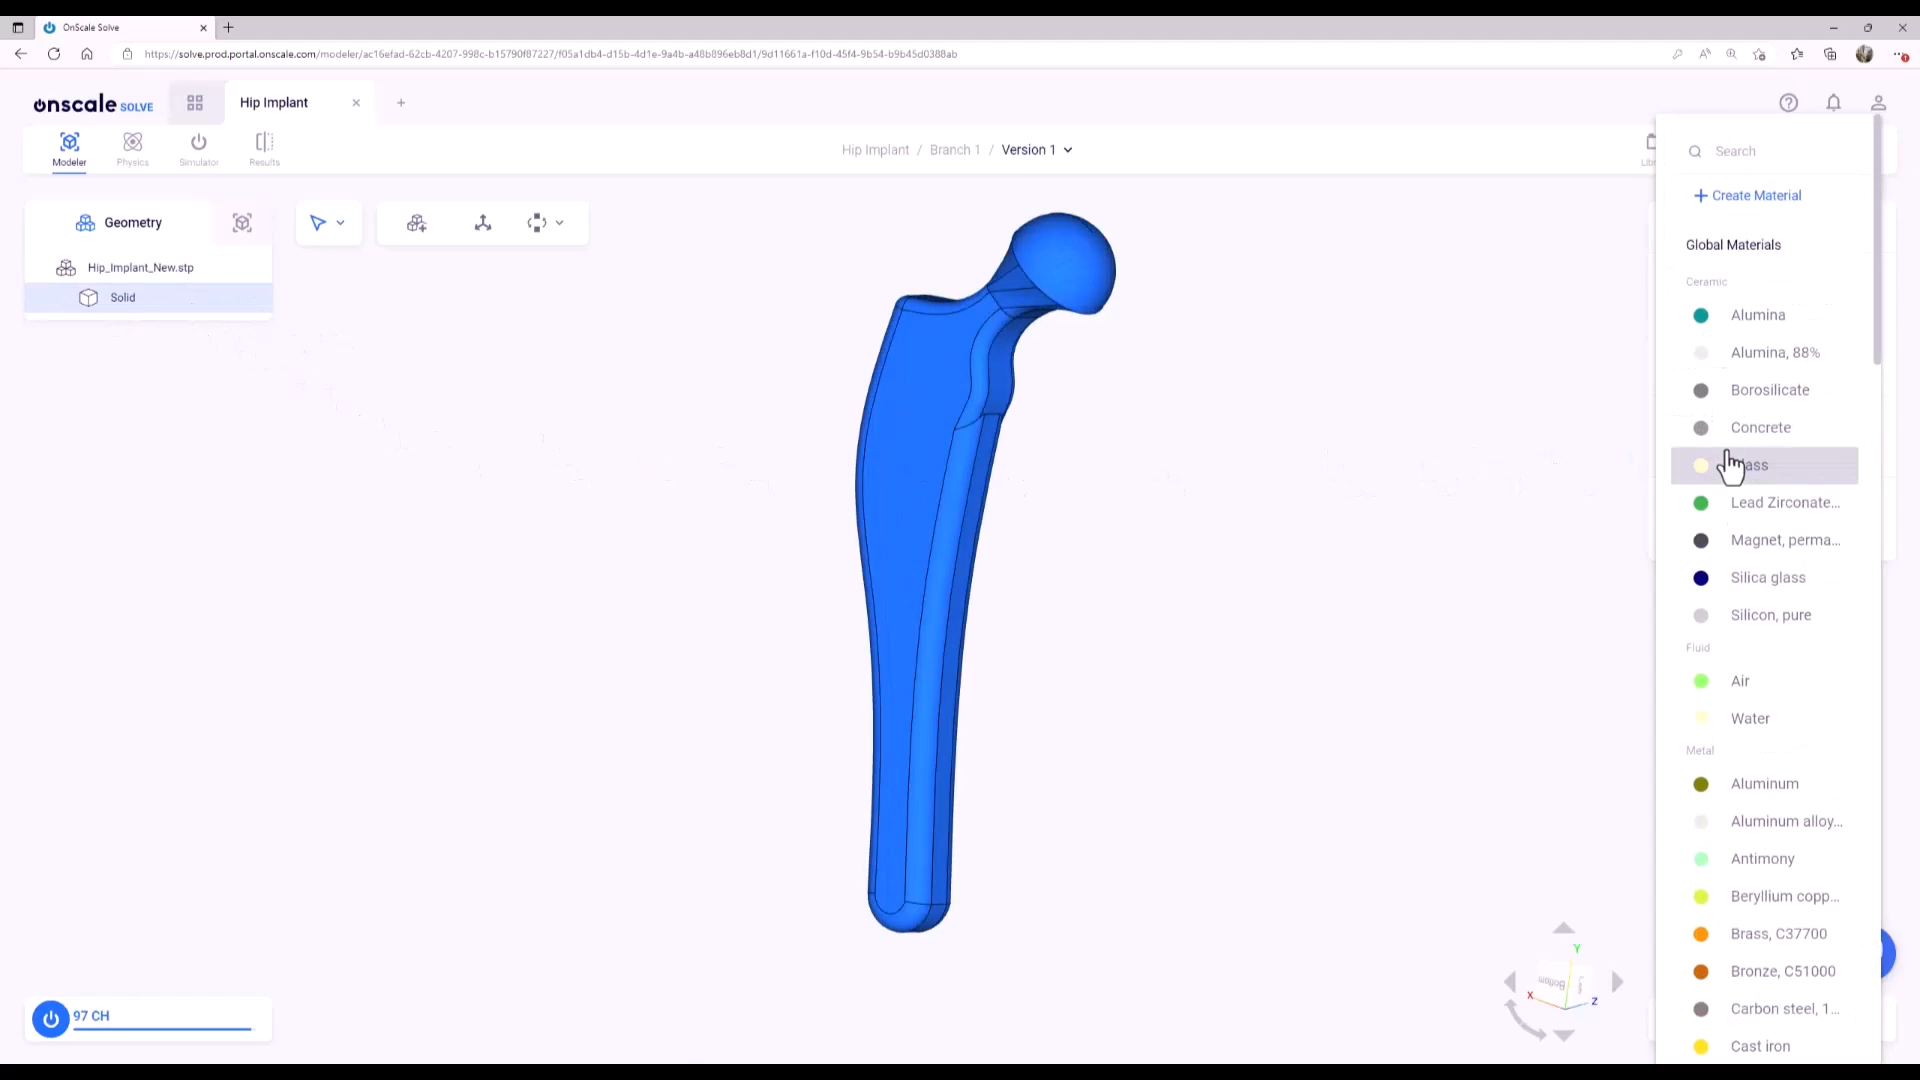 OnScale Solve
https://solve.prod.portal.onscale.com/modeler/ac16efad-62cb-4207-998c-b15790f87227/f05a1db4-d15b-4d1e-9a4b-a48b896eb8d1/9d11661a-f10d-45f4-9b54-b9b45d0388ab
onscale SOLVE
Hip Implant
Modeler
Physics
Simulator
Results
Hip Implant / Branch 1 / Version 1
Geometry
Hip_Implant_New.stp
Solid
Search
+ Create Material
Global Materials
Ceramic
Alumina
Alumina, 88%
Borosilicate
Concrete
Lead Zirconate...
Magnet, perma...
Silica glass
Silicon, pure
Fluid
Air
Water
Metal
Aluminum
Aluminum alloy...
Antimony
Beryllium copp...
Brass, C37700
Bronze, C51000
Carbon steel, 1...
Cast iron
97 CH
Y
Bottom
X
Z